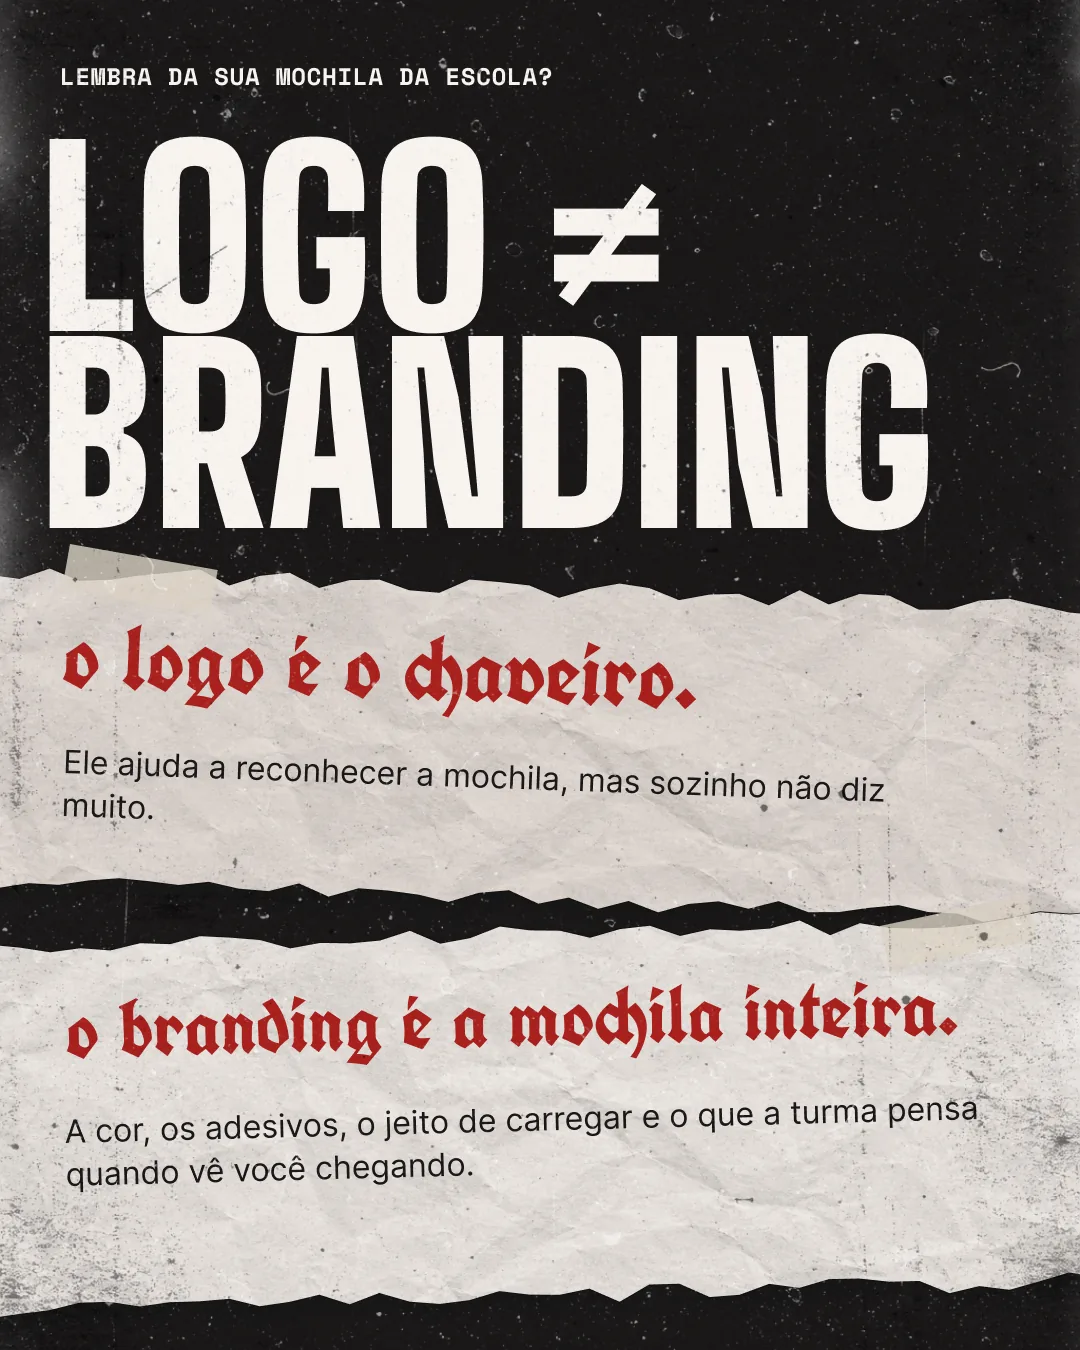 LEMBRA DA SUA MOCHILA DA ESCOLA?
LOGO ≠
BRANDING
o logo é o chaveiro.
Ele ajuda a reconhecer a mochila, mas sozinho não diz
muito.
o branding é a mochila inteira.
A cor, os adesivos, o jeito de carregar e o que a turma pensa
quando vê você chegando.